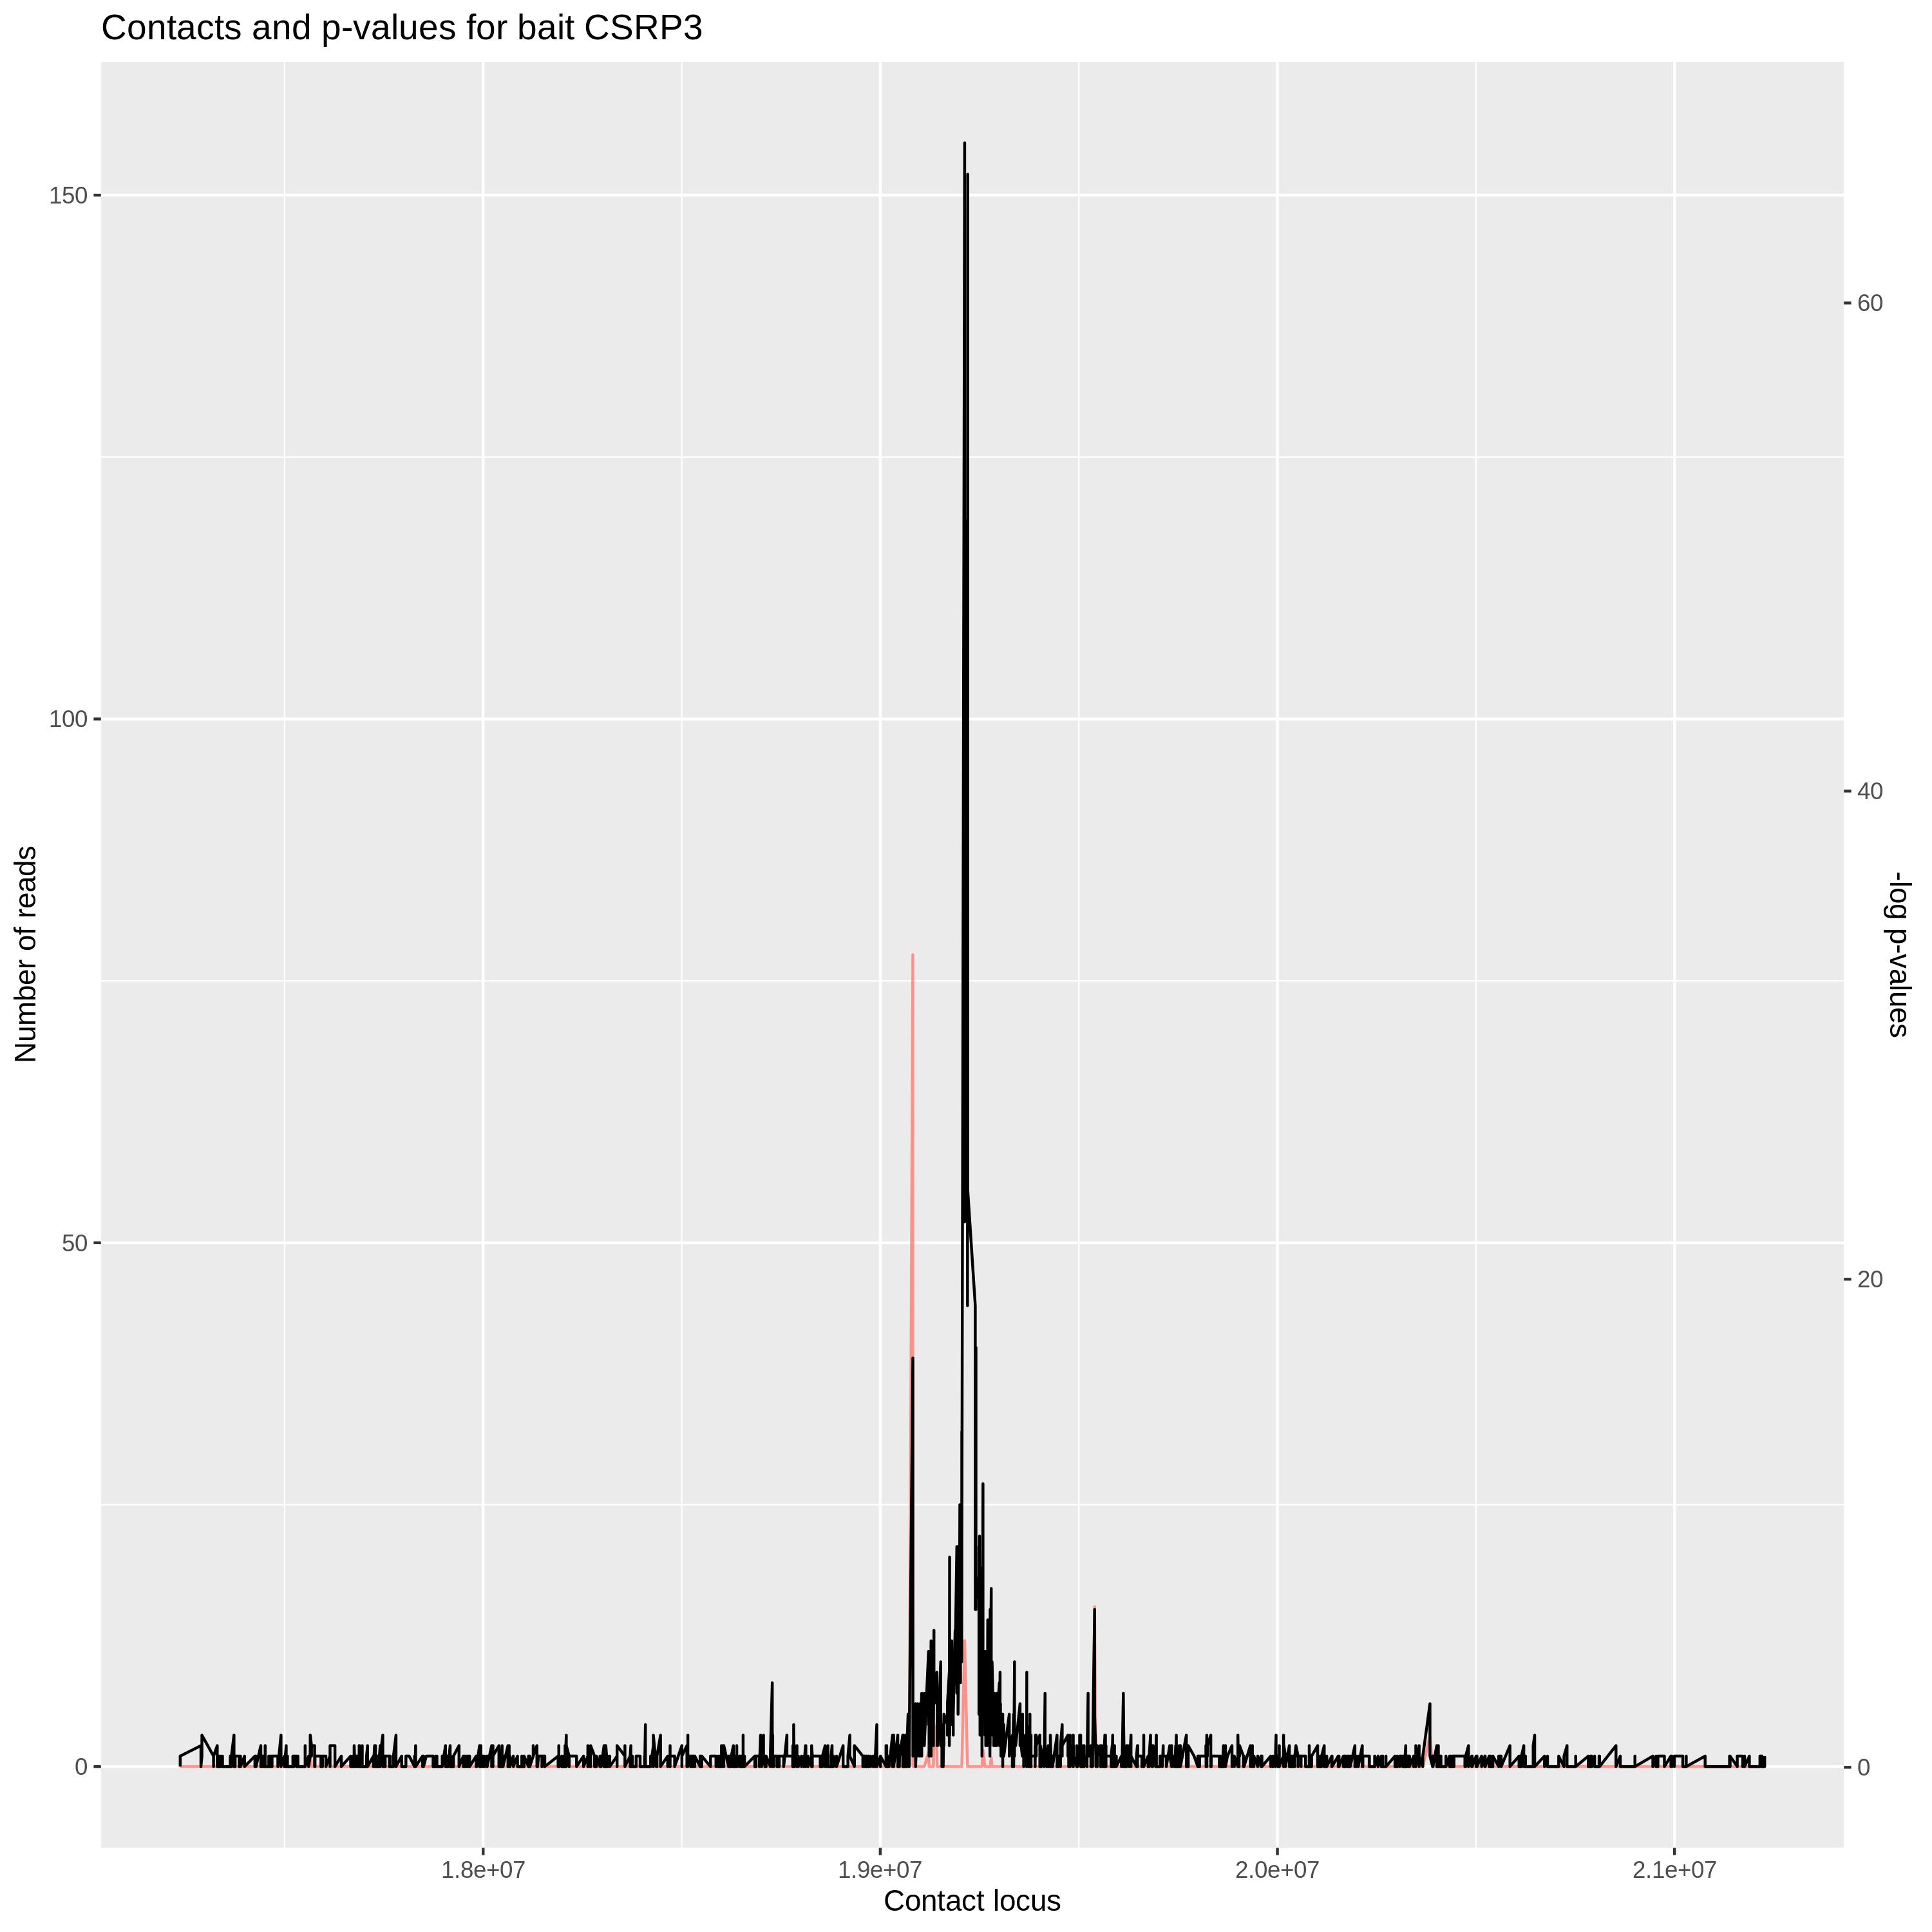 Contacts and p-values for bait CSRP3
150
100
50
0
Number of reads
60
40
20
0
-log p-values
1.8e+07
1.9e+07
2.0e+07
2.1e+07
Contact locus